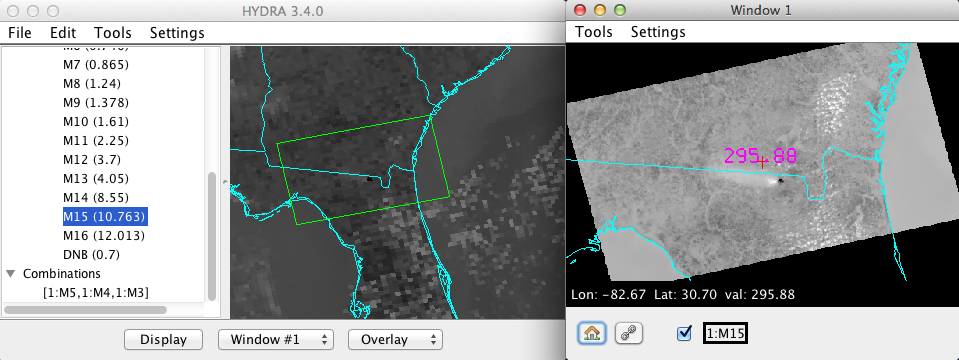 HYDRA 3.4.0
File Edit Tools Settings
M7 (0.865)
M8 (1.24)
M9 (1.378)
M10 (1.61)
M11 (2.25)
M12 (3.7)
M13 (4.05)
M14 (8.55)
M15 (10.763)
M16 (12.013)
DNB (0.7)
Combinations
[1:M5,1:M4,1:M3]
Display Window #1 Overlay
Window 1
Tools Settings
295.88
Lon: -82.67 Lat: 30.70 val: 295.88
1:M15